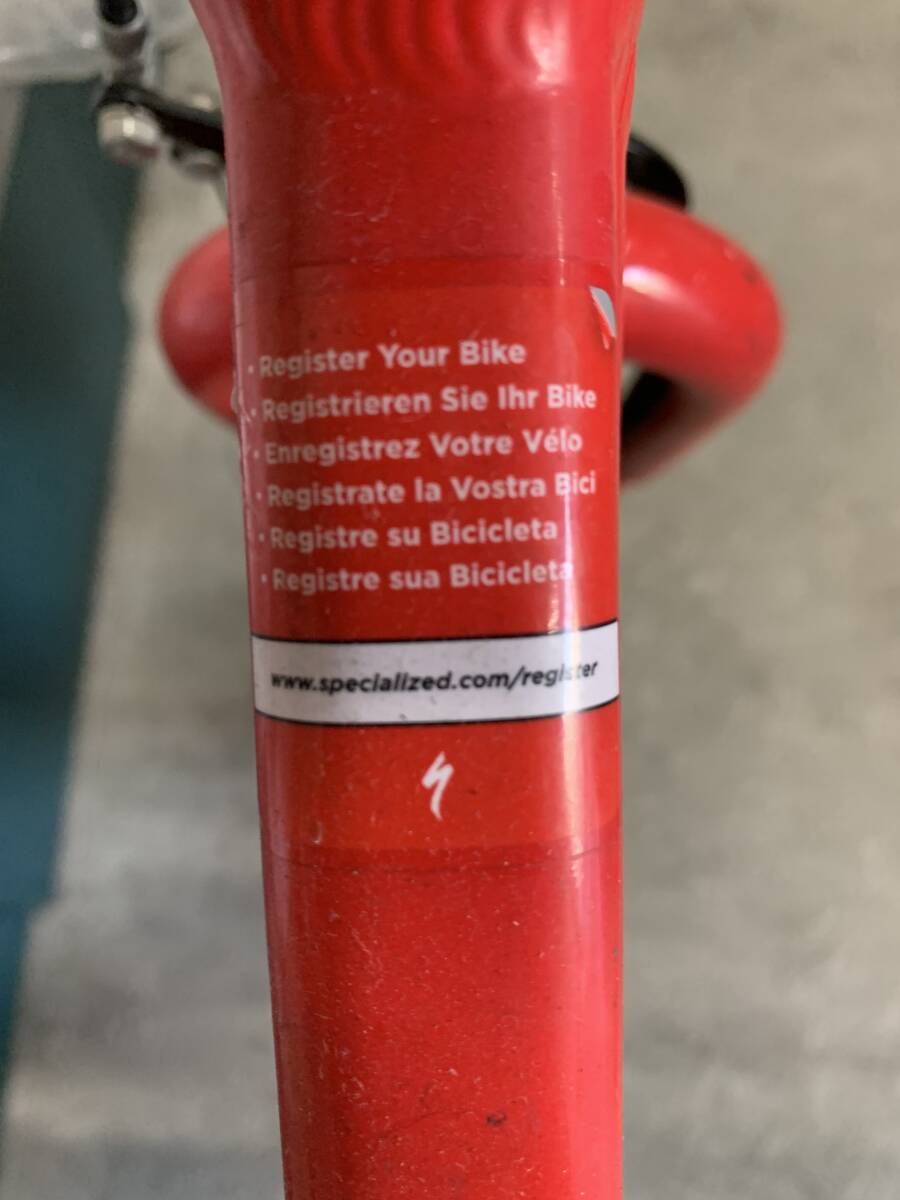 • Register Your Bike
• Registrieren Sie Ihr Bike
• Enregistrez Votre Vélo
• Registrate la Vostra Bici
• Registre su Bicicleta
• Registre sua Bicicleta
www.specialized.com/register